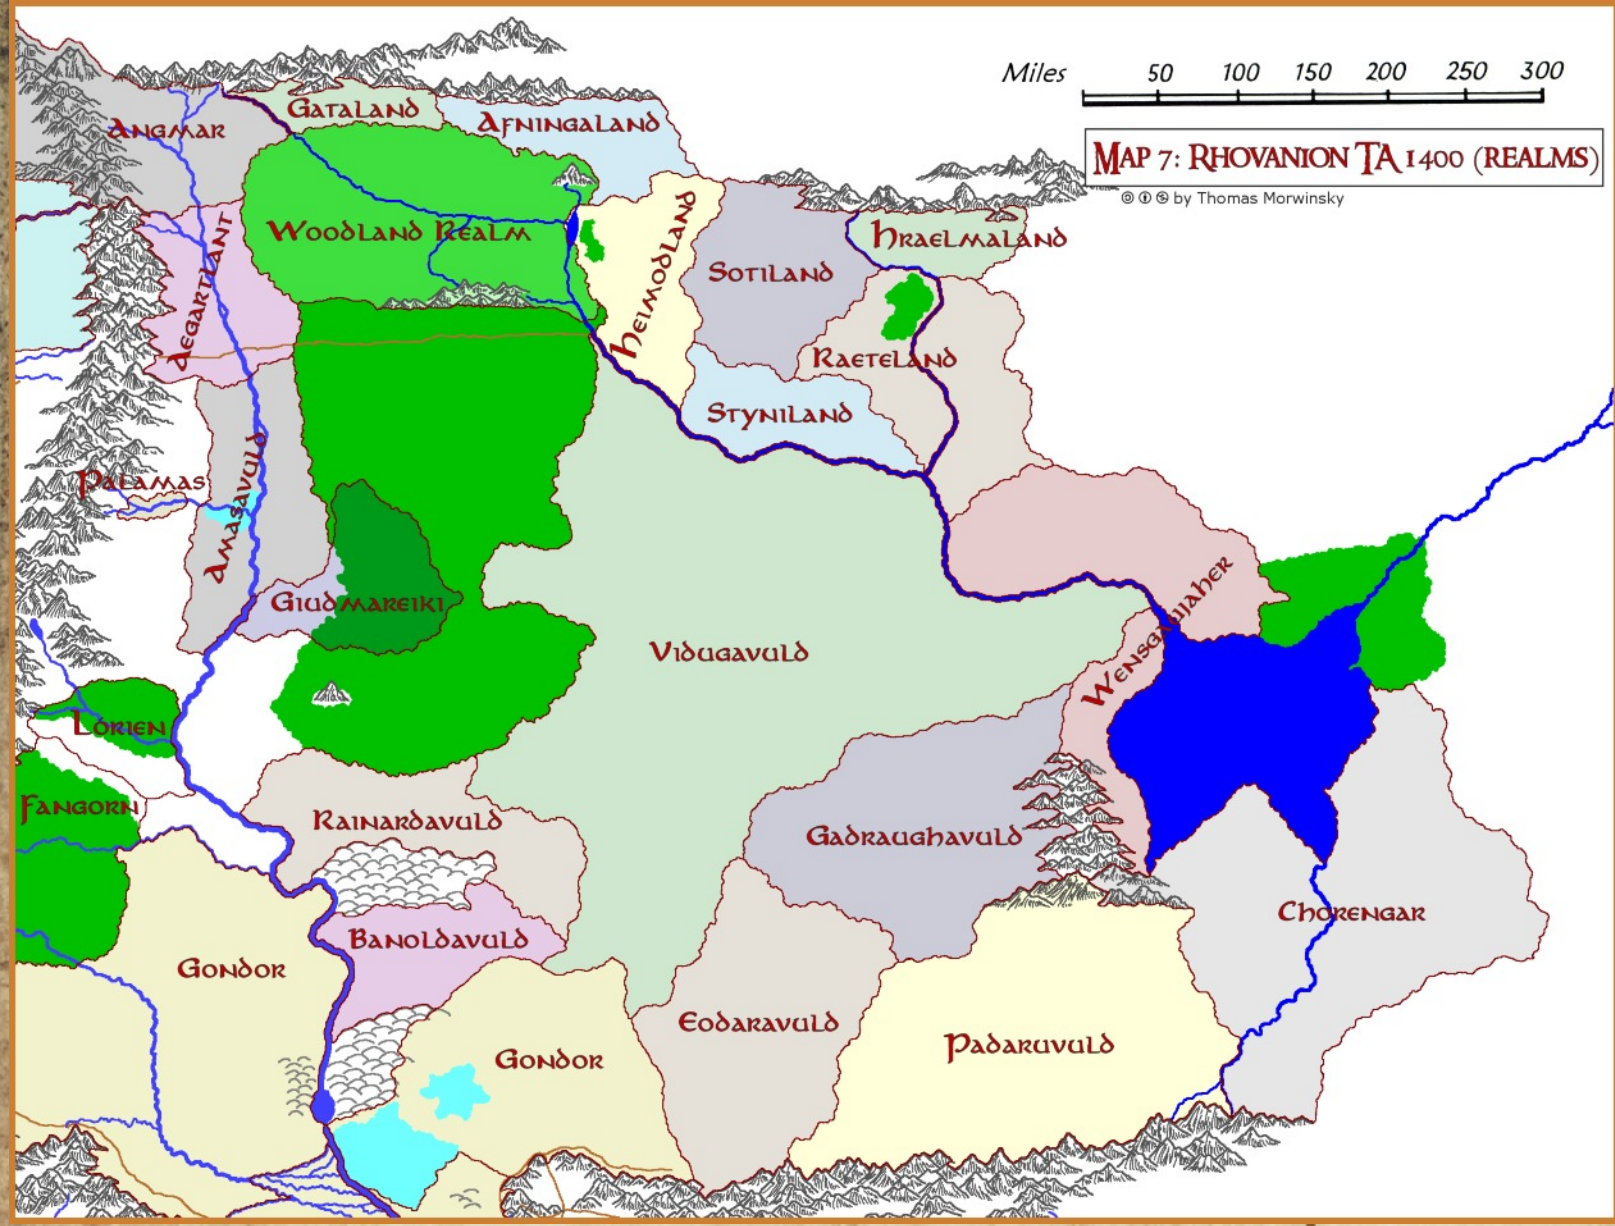 Miles 50 100 150 200 250 300
Map 7: Rhovanion TA 1400 (Realms)
by Thomas Morwinsky
Gataland
Afningaland
Angmar
Woodland Realm
Aegartlant
Heimodland
Sotiland
Hraelmaland
Raeteland
Styniland
Palamas
Amasavuld
Giudmareiki
Vidugavuld
Wensgauijaher
Lórien
Fangorn
Rainardavuld
Gadraughavuld
Chorengar
Banoldavuld
Gondor
Eodaravuld
Padaruvuld
Gondor